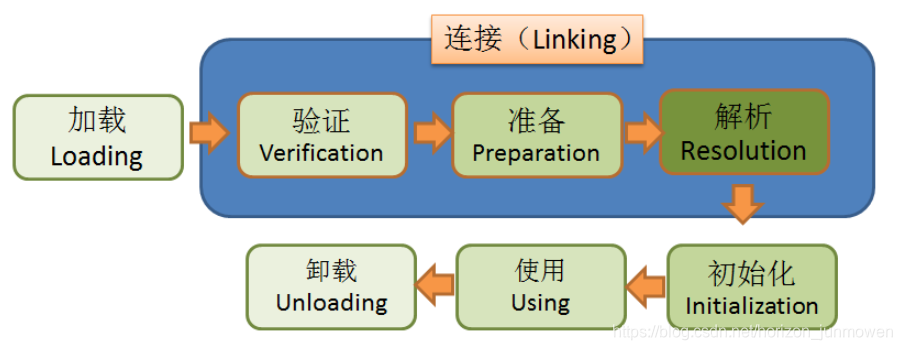 连接（Linking）
加载
Loading
验证
Verification
准备
Preparation
解析
Resolution
初始化
Initialization
使用
Using
卸载
Unloading
https://blog.csdn.net/horizon_junmowen